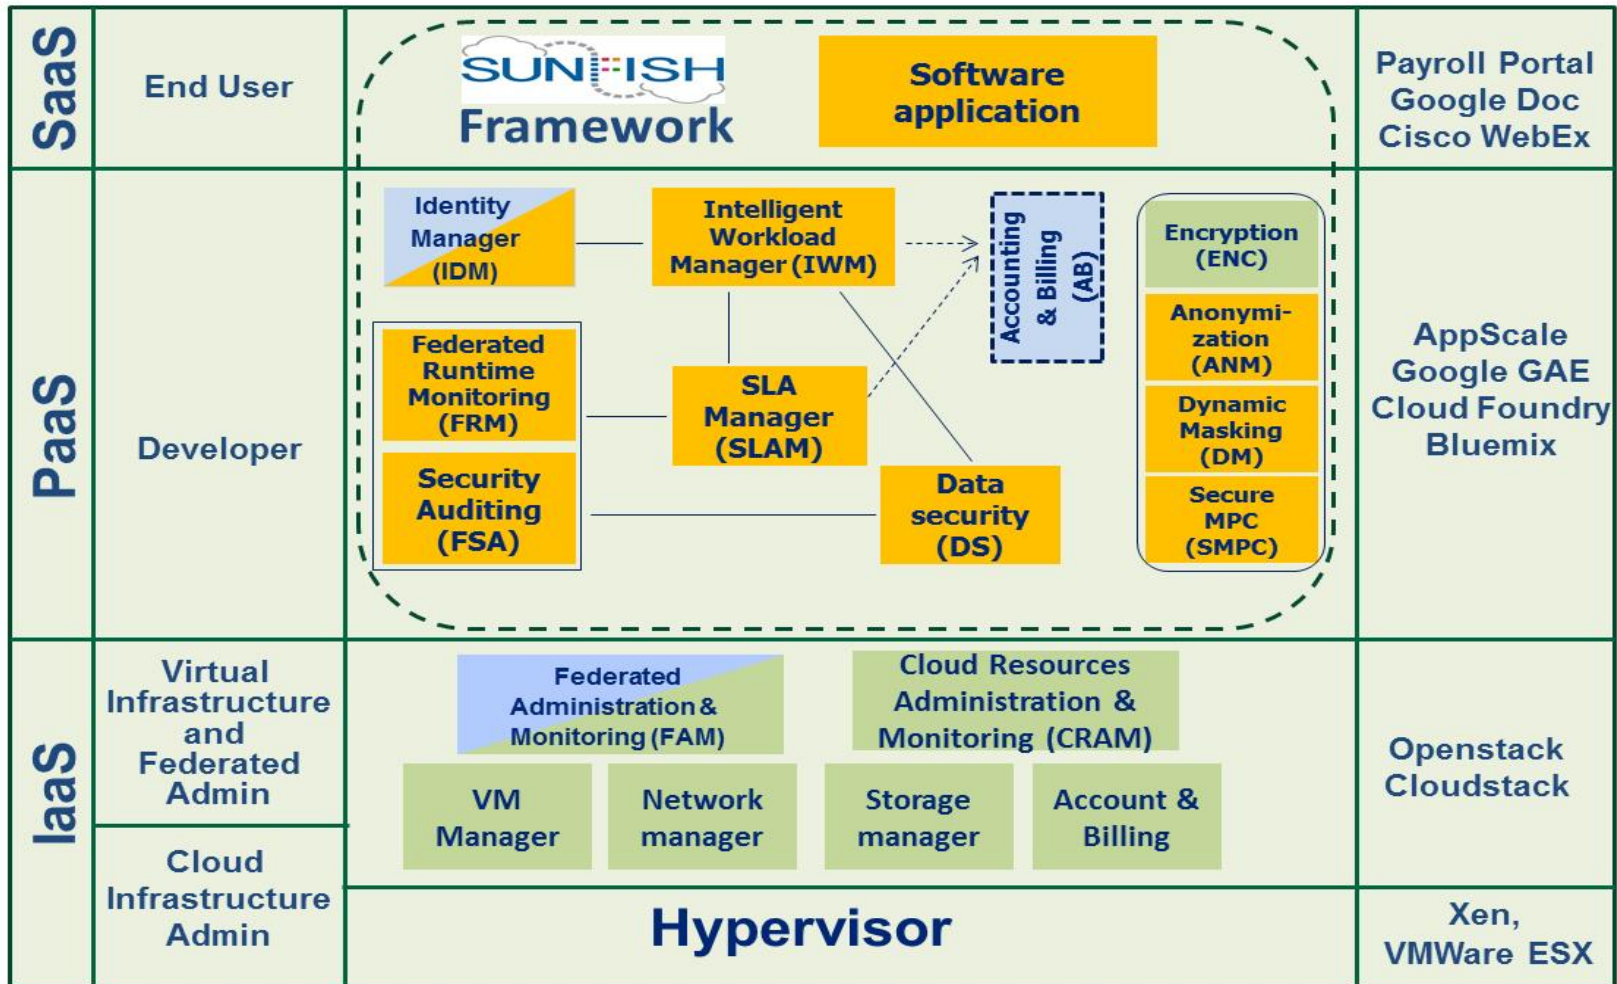 SaaS
End User
SUNFISH
Framework
Software
application
Payroll Portal
Google Doc
Cisco WebEx
PaaS
Developer
Identity
Manager
(IDM)
Intelligent
Workload
Manager (IWM)
Accounting
& Billing
(AB)
Encryption
(ENC)
Anonymi-
zation
(ANM)
Dynamic
Masking
(DM)
Secure
MPC
(SMPC)
Federated
Runtime
Monitoring
(FRM)
Security
Auditing
(FSA)
SLA
Manager
(SLAM)
Data
security
(DS)
AppScale
Google GAE
Cloud Foundry
Bluemix
IaaS
Virtual
Infrastructure
and
Federated
Admin
Federated
Administration &
Monitoring (FAM)
Cloud Resources
Administration &
Monitoring (CRAM)
VM
Manager
Network
manager
Storage
manager
Account &
Billing
Openstack
Cloudstack
Cloud
Infrastructure
Admin
Hypervisor
Xen,
VMWare ESX